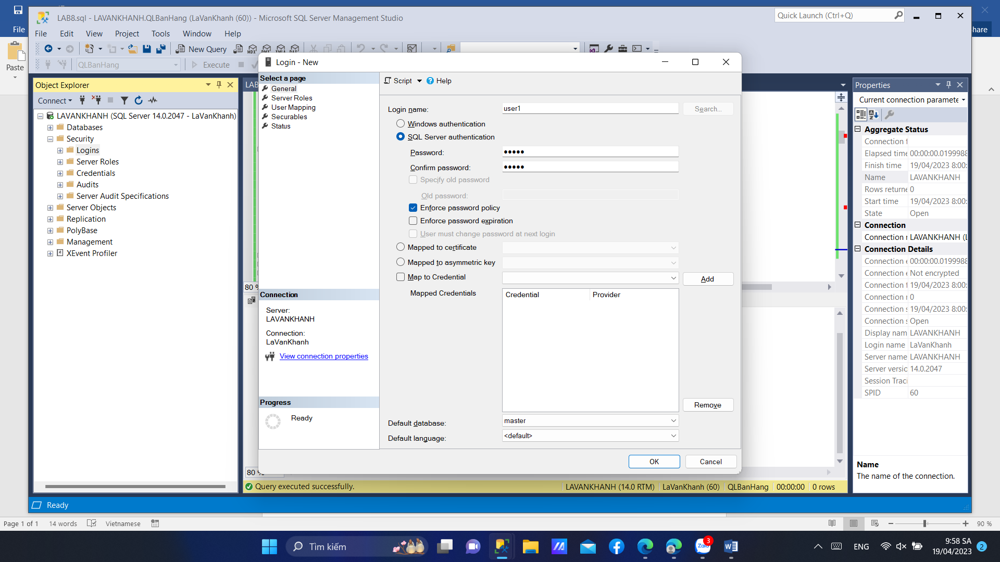 LAB8.sql - LAVANKHANH.QLBanHang (LaVanKhanh (60)) - Microsoft SQL Server Management Studio
Quick Launch (Ctrl+Q)
File
hare
File Edit View Project Tools Window Help
Paste
New Query
QLBanHang
Execute
Object Explorer
Connect
LAVANKHANH (SQL Server 14.0.2047 - LaVanKhanh)
Databases
Security
Logins
Server Roles
Credentials
Audits
Server Audit Specifications
Server Objects
Replication
PolyBase
Management
XEvent Profiler
LAB
80 %
80 %
Login - New
Select a page
General
Server Roles
User Mapping
Securables
Status
Connection
Server:
LAVANKHANH
Connection:
LaVanKhanh
View connection properties
Progress
Ready
Script Help
Login name: user1 Search...
Windows authentication
SQL Server authentication
Password: ●●●●●
Confirm password: ●●●●●
Specify old password
Old password:
Enforce password policy
Enforce password expiration
User must change password at next login
Mapped to certificate
Mapped to asymmetric key
Map to Credential Add
Mapped Credentials Credential Provider
Remove
Default database: master
Default language: <default>
OK Cancel
Properties
Current connection paramete
Aggregate Status
Connection f
Elapsed time 00:00:00.0199988
Finish time 19/04/2023 8:00:
Name LAVANKHANH
Rows returne 0
Start time 19/04/2023 8:00:
State Open
Connection
Connection r LAVANKHANH (L
Connection Details
Connection e 00:00:00.0199988
Connection e Not encrypted
Connection f 19/04/2023 8:00:
Connection r 0
Connection s 19/04/2023 8:00:
Connection s Open
Display nam LAVANKHANH
Login name LaVanKhanh
Server name LAVANKHANH
Server versic 14.0.2047
Session Traci
SPID 60
Name
The name of the connection.
Query executed successfully. LAVANKHANH (14.0 RTM) LaVanKhanh (60) QLBanHang 00:00:00 0 rows
Ready
Page 1 of 1 14 words Vietnamese 90 %
Tìm kiếm
Zalo
3
ENG
9:58 SA
19/04/2023
2